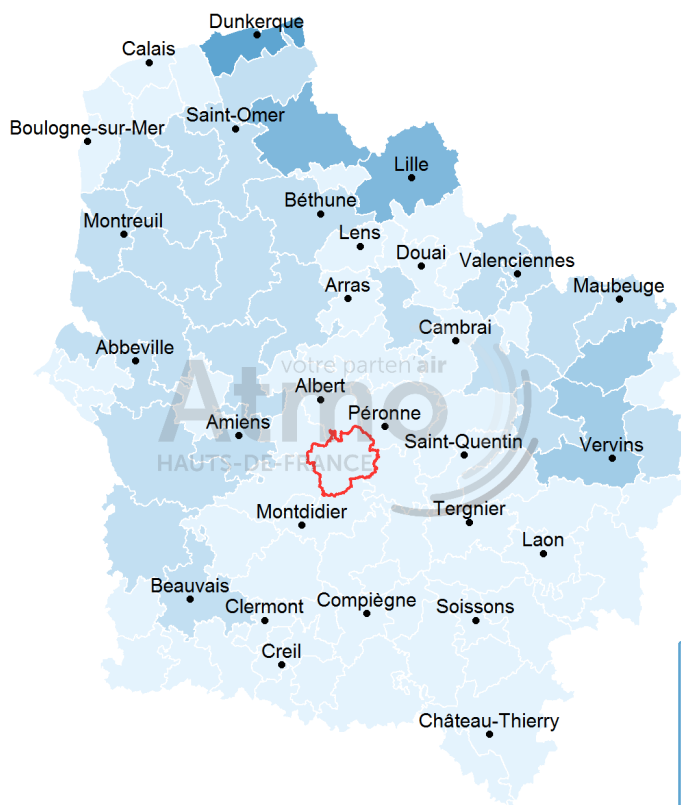 Dunkerque
Calais
Saint-Omer
Boulogne-sur-Mer
Lille
Béthune
Montreuil
Lens
Douai
Valenciennes
Arras
Maubeuge
Cambrai
Abbeville
votre parten'air
Atmo
Albert
Péronne
Amiens
Saint-Quentin
Vervins
HAUTS-DE-FRANCE
Montdidier
Tergnier
Laon
Beauvais
Clermont
Compiègne
Soissons
Creil
Château-Thierry